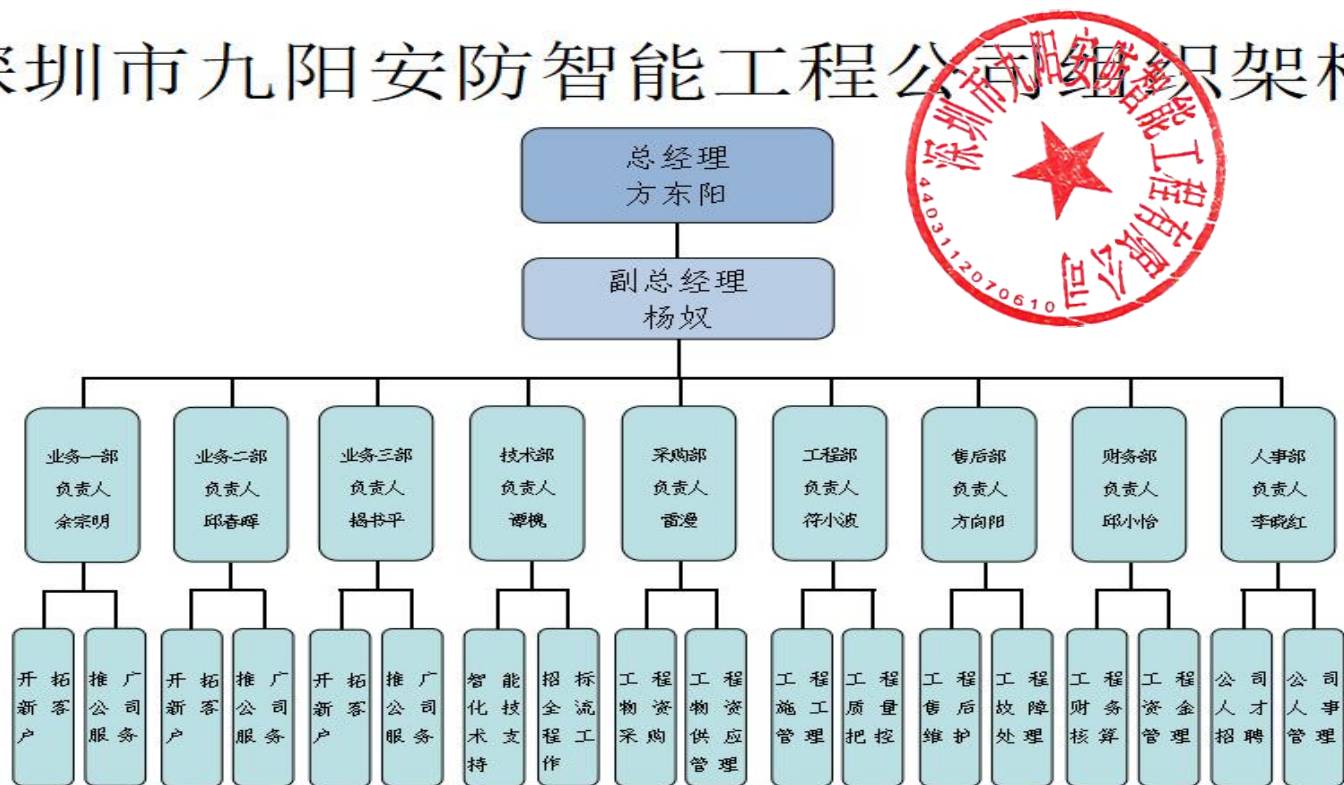 深圳市九阳安防智能工程公司组织架构
总经理
方东阳
副总经理
杨奴
深圳市九阳安防智能工程有限公司
4403112070610
业务一部
负责人
余宗明
业务二部
负责人
邱春晖
业务三部
负责人
揭书平
技术部
负责人
谭槐
采购部
负责人
雷漫
工程部
负责人
符小波
售后部
负责人
方向阳
财务部
负责人
邱小怡
人事部
负责人
李晓红
开拓
新客
户
推广
公司
服务
开拓
新客
户
推广
公司
服务
开拓
新客
户
推广
公司
服务
智能
化技
术支
持
招标
全流
程工
作
工程
物资
采购
工程
物资
供应
管理
工程
施工
管理
工程
质量
把控
工程
售后
维护
工程
故障
处理
工程
财务
核算
工程
资金
管理
公司
人才
招聘
公司
人事
管理